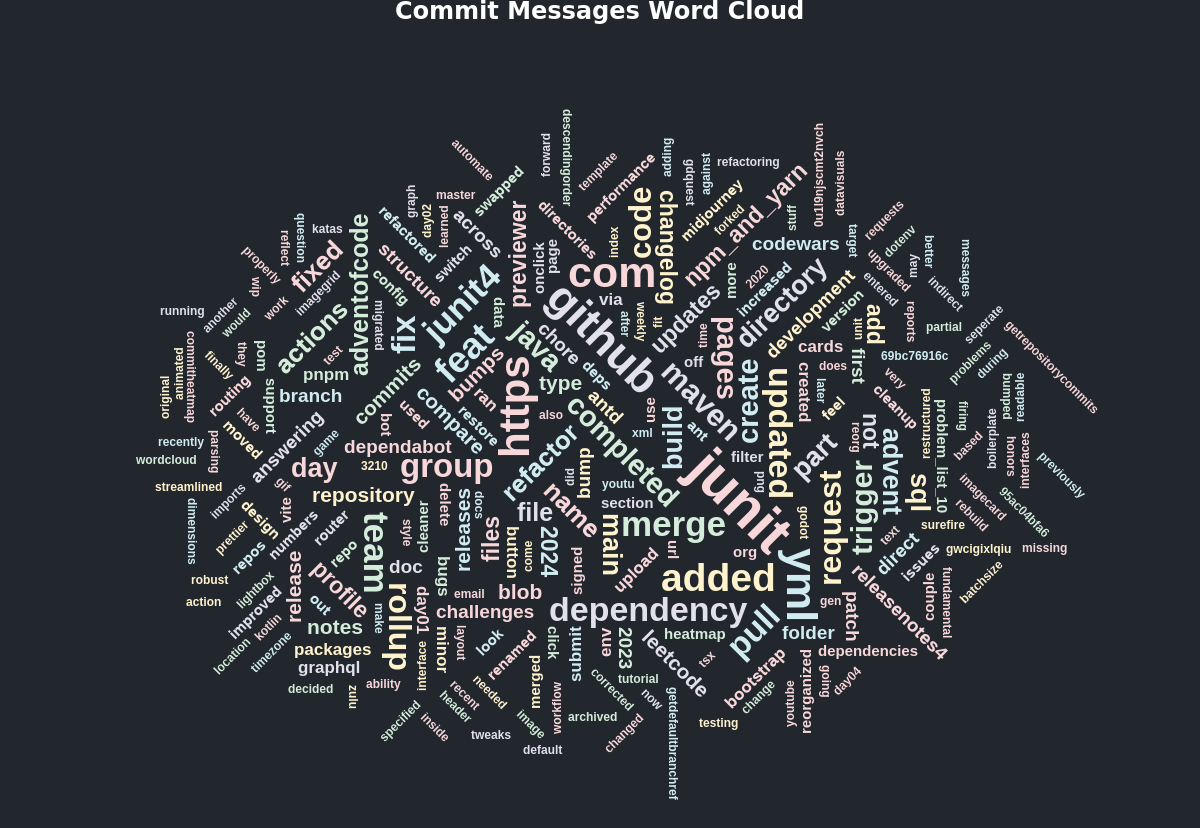 Commit Messages Word Cloud
descendingorder
forward
automate
template
performance
adding
dsenbqg
against
refactoring
0u1l9njscmt2nvch
datavisuals
graph
master
swapped
directories
index
code
changelog
midjourney
forked
npm_and_yarn
stuff
requests
question
katas
refactored
day02
learned
across
previewer
onclick
page
com
codewars
target
dotenv
better
messages
reflect
properly
fixed
adventofcode
structure
switch
more
2020
directory
upgraded
may
indirect
wip
work
imagegrid
config
junit4
data
github
via
updates
increased
development
version
entered
running
another
would
actions
migrated
fix
java
chore
after
weekly
fif
time
pages
add
reports
partial
seperate
getrepositorycommits
commitheatmap
animated
original
finally
they
pom
test
feat
bumps
deps
off
cards
nut
first
69bc76916c
problems
during
routing
have
oppdns
pnpm
branch
commits
https
type
maven
create
updated
created
does
later
very
cleanup
readable
bumped
recently
moved
answering
game
used
compare
ran
restore
also
antd
completed
use
build
ant
feel
not
restructured
problem_list_10
firing
boilerplate
honors
interfaces
wordcloud
parsing
bot
dependabot
refactor
xml
filter
part
reorg
advent
based
previously
streamlined
gif
day
3210
group
did
bump
junit
png
trigger
lqs
imagecard
95ac04bfa6
dimensions
imports
design
vite
repository
delete
docs
name
youtu
section
request
rebuild
prettier
numbers
router
team
style
cleaner
releases
files
file
2024
main
merge
godot
text
direct
surefire
repos
repo
doc
bugs
button
come
signed
upload
url
org
yml
issues
gwcigixlqiu
missing
robust
lightbox
release
profile
email
blob
added
releasenotes4
couple
fundamental
batchsize
action
improved
kotlin
out
make
rollup
day01
challenges
dependency
pull
gen
patch
location
timezone
notes
minor
layout
look
click
submit
env
2023
heatmap
folder
packages
interface
renamed
leetcode
dependencies
graphql
tsx
bootstrap
reorganized
decided
zulu
ability
recent
needed
merged
corrected
tutorial
now
change
going
day04
specified
inside
header
image
workflow
archived
getdefaultbranchref
testing
youtube
tweaks
default
changed